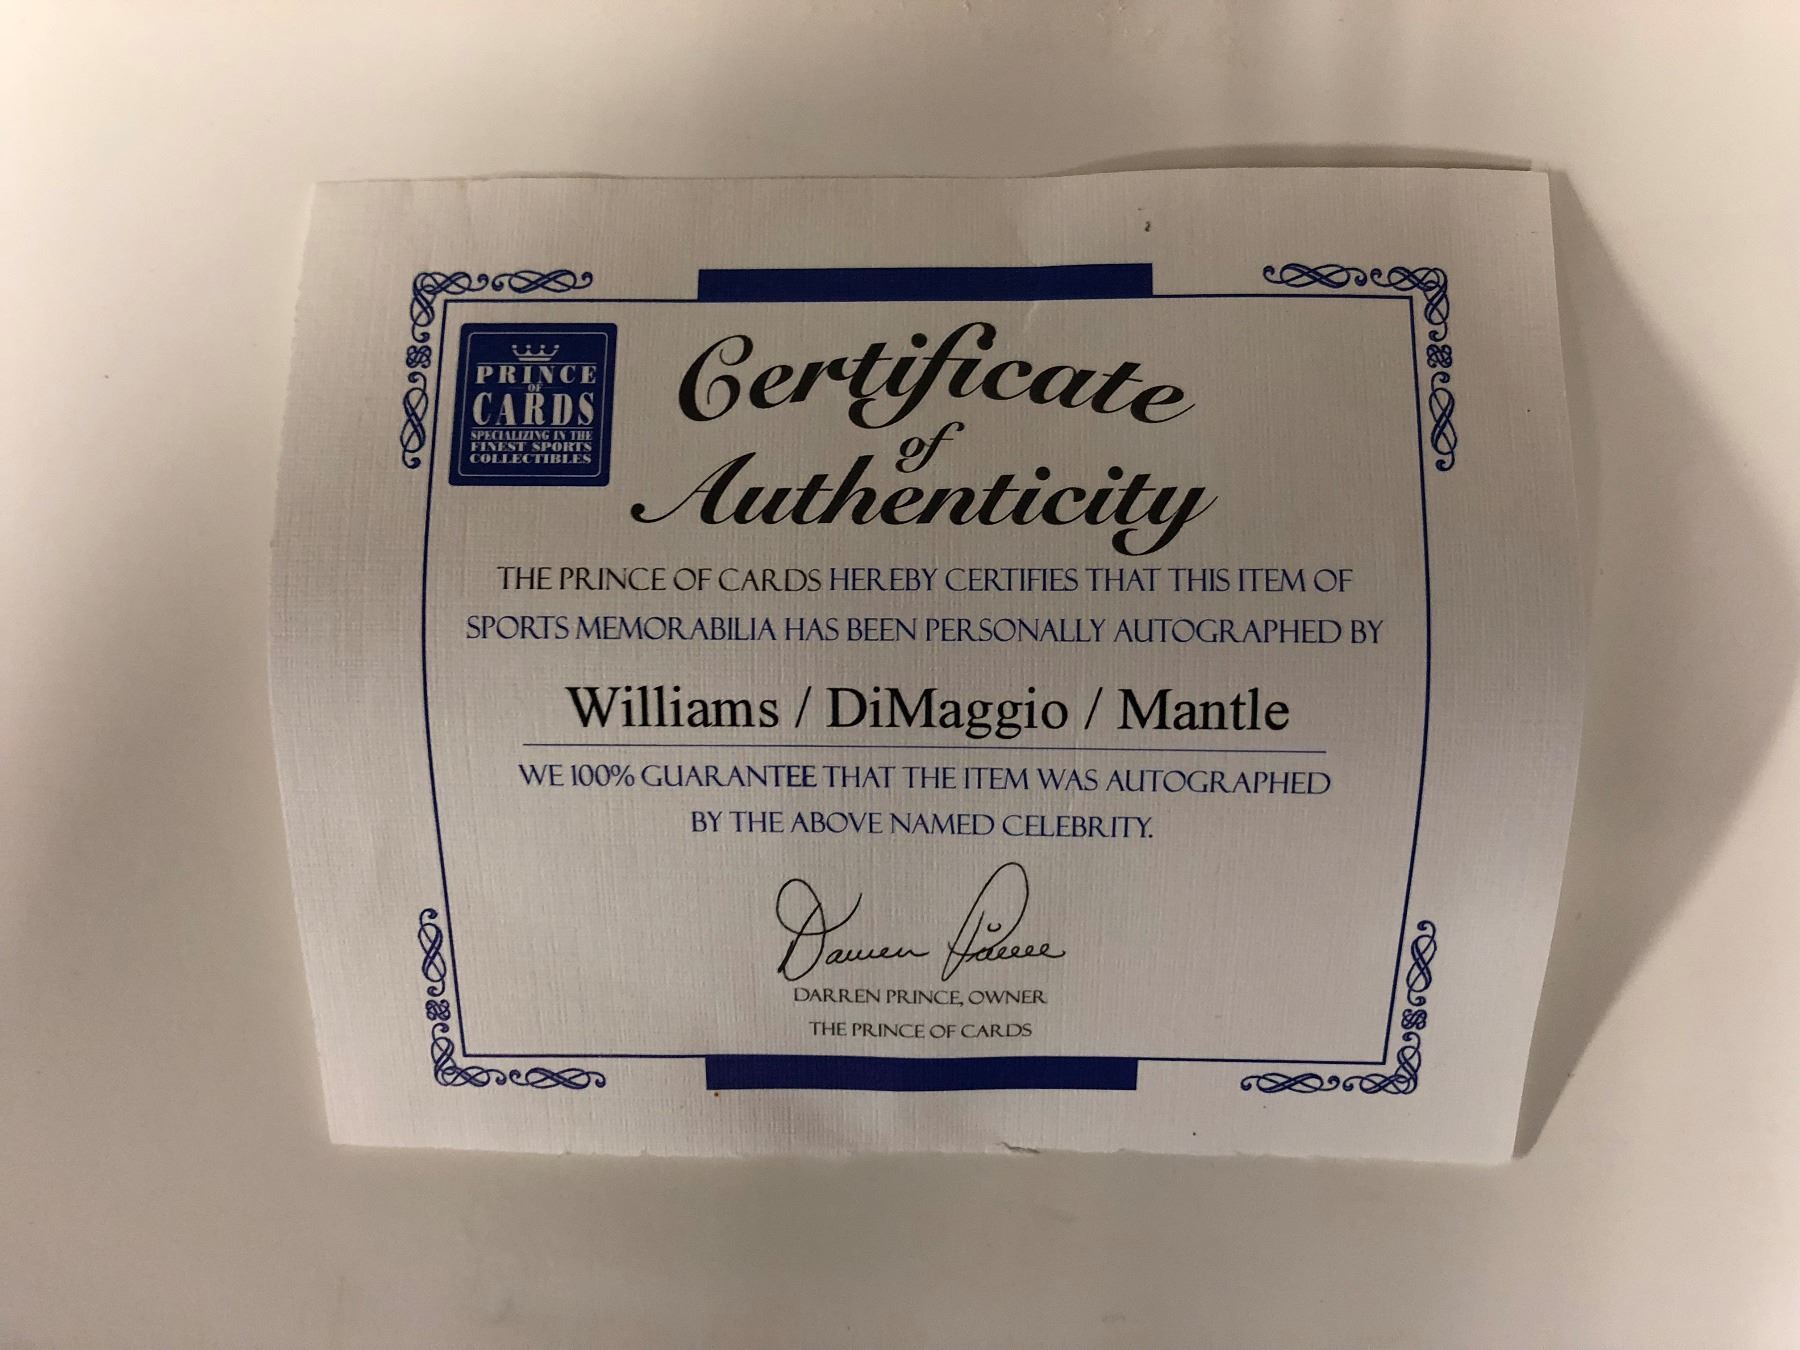 PRINCE
OF
CARDS
SPECIALIZING IN THE
FINEST SPORTS
COLLECTIBLES
Certificate
of
Authenticity
THE PRINCE OF CARDS HEREBY CERTIFIES THAT THIS ITEM OF
SPORTS MEMORABILIA HAS BEEN PERSONALLY AUTOGRAPHED BY
Williams / DiMaggio / Mantle
WE 100% GUARANTEE THAT THE ITEM WAS AUTOGRAPHED
BY THE ABOVE NAMED CELEBRITY.
Darren Prince
DARREN PRINCE, OWNER
THE PRINCE OF CARDS